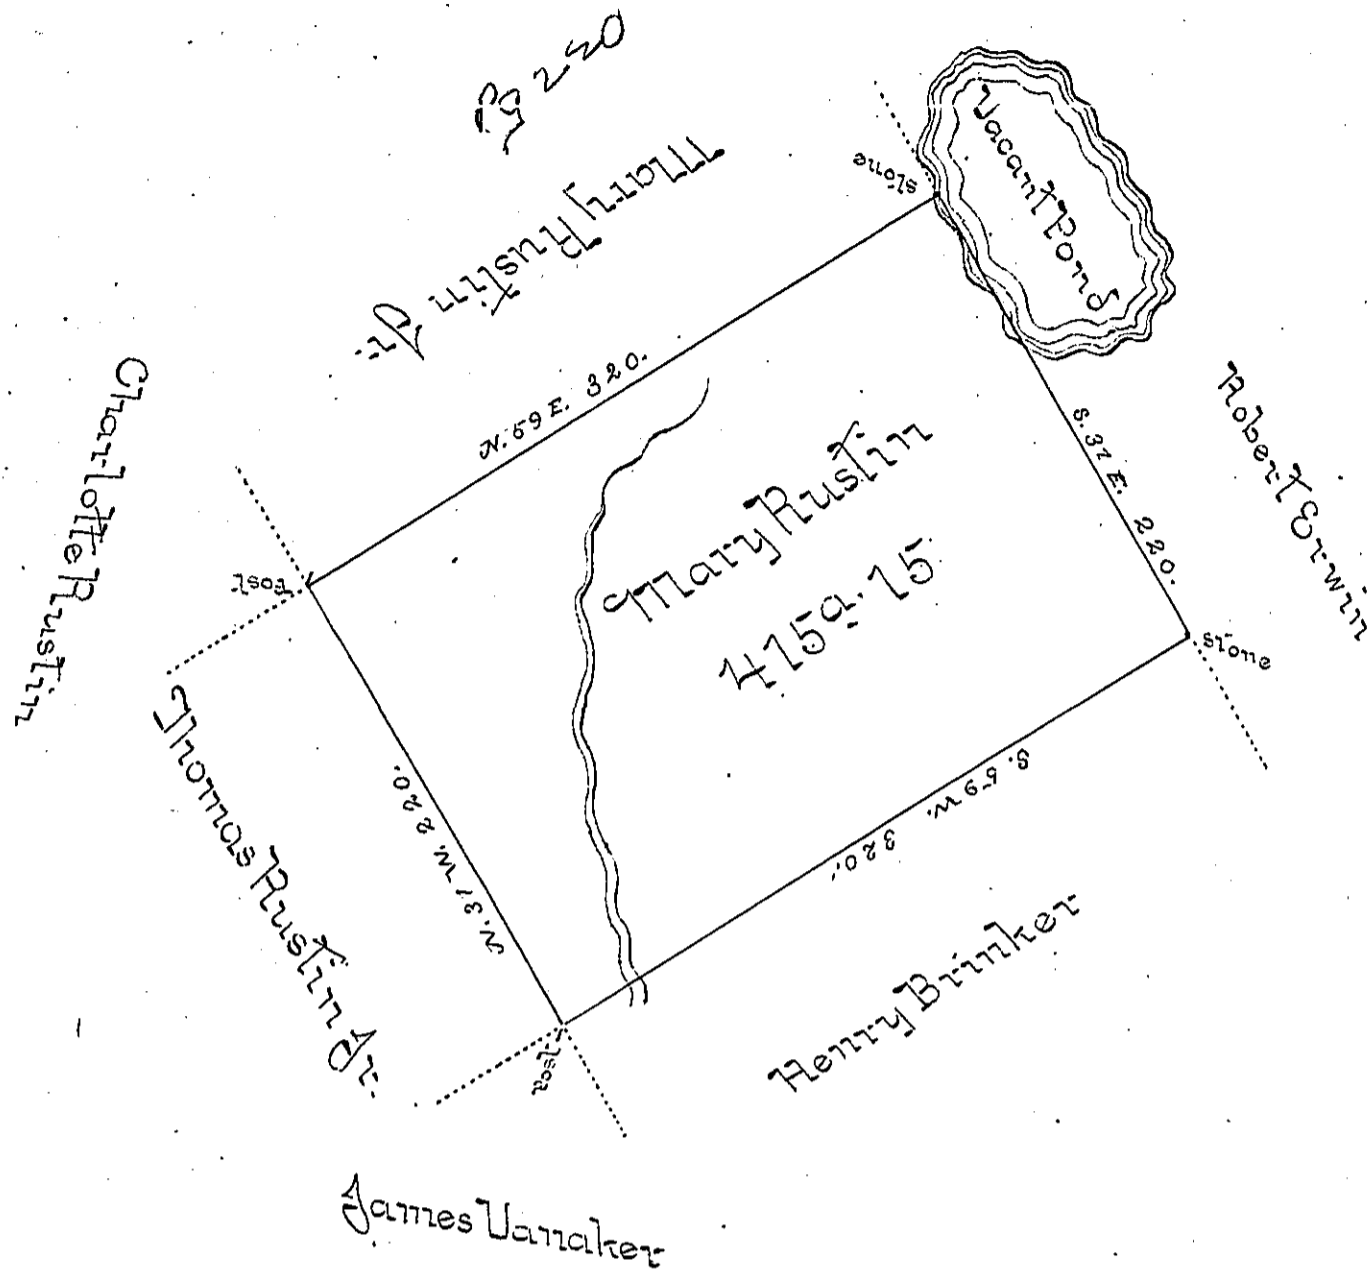 Mary Rustin Jr.
stone
Vacant Pond
Charlotte Rustin
N. 59 E. 320.
Robert Erwin
S. 31 E. 220.
Mary Rustin
415a. 15
Post
stone
Thomas Rustin Jr.
N. 31 W. 220.
S. 59 W. 320.
Henry Brinker
Post
James Vanaker